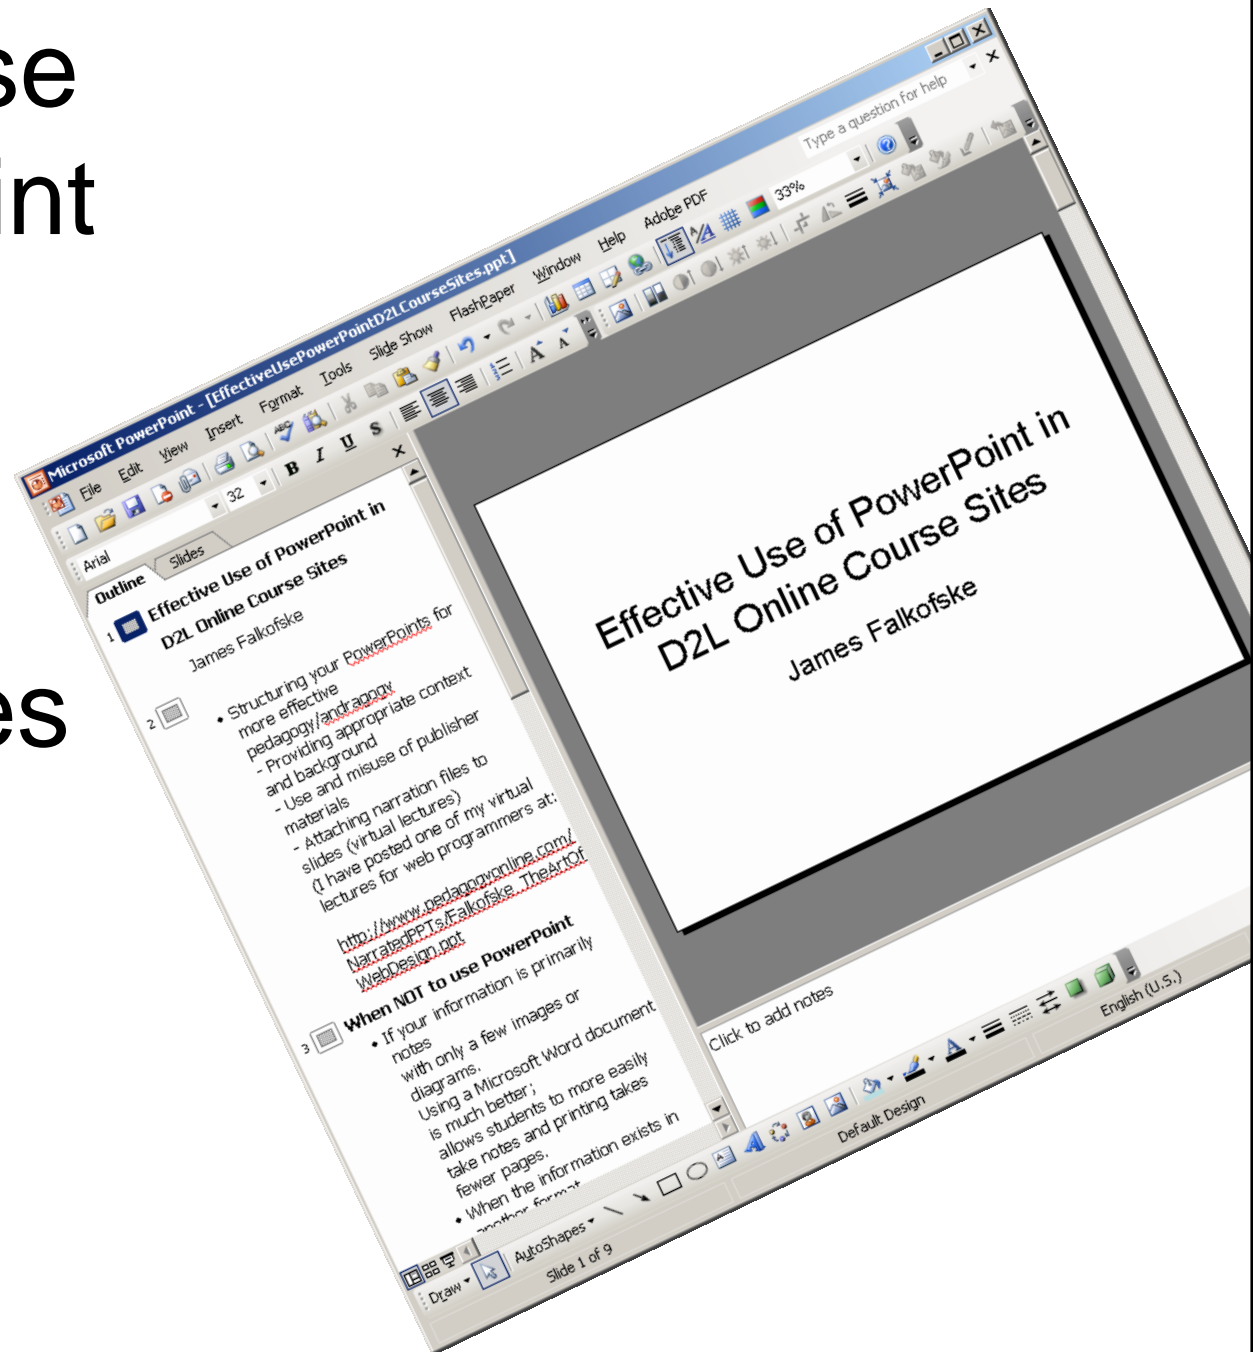 se
int
es
Microsoft PowerPoint - [EffectiveUsePowerPointD2LCourseSites.ppt]
File Edit View Insert Format Tools Slide Show FlashPaper Window Help Adobe PDF
Type a question for help
33%
Arial
32
B I U S
Outline
Slides
1 Effective Use of PowerPoint in
D2L Online Course Sites
James Falkofske
2
• Structuring your PowerPoints for
more effective
pedagogy/andragogy
- Providing appropriate context
and background
- Use and misuse of publisher
materials
- Attaching narration files to
slides (virtual lectures)
(I have posted one of my virtual
lectures for web programmers at:
http://www.pedagogyonline.com/
NarratedPPTs/Falkofske_TheArtOf
WebDesign.ppt
3 When NOT to use PowerPoint
• If your information is primarily
notes
with only a few images or
diagrams.
Using a Microsoft Word document
is much better;
allows students to more easily
take notes and printing takes
fewer pages.
• When the information exists in
another format
Effective Use of PowerPoint in
D2L Online Course Sites
James Falkofske
Click to add notes
Draw
AutoShapes
Slide 1 of 9
Default Design
English (U.S.)